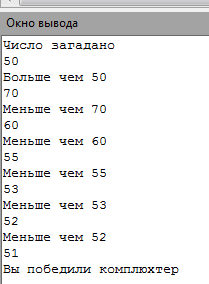 Окно вывода
Число загадано
50
Больше чем 50
70
Меньше чем 70
60
Меньше чем 60
55
Меньше чем 55
53
Меньше чем 53
52
Меньше чем 52
51
Вы победили комплюхтер